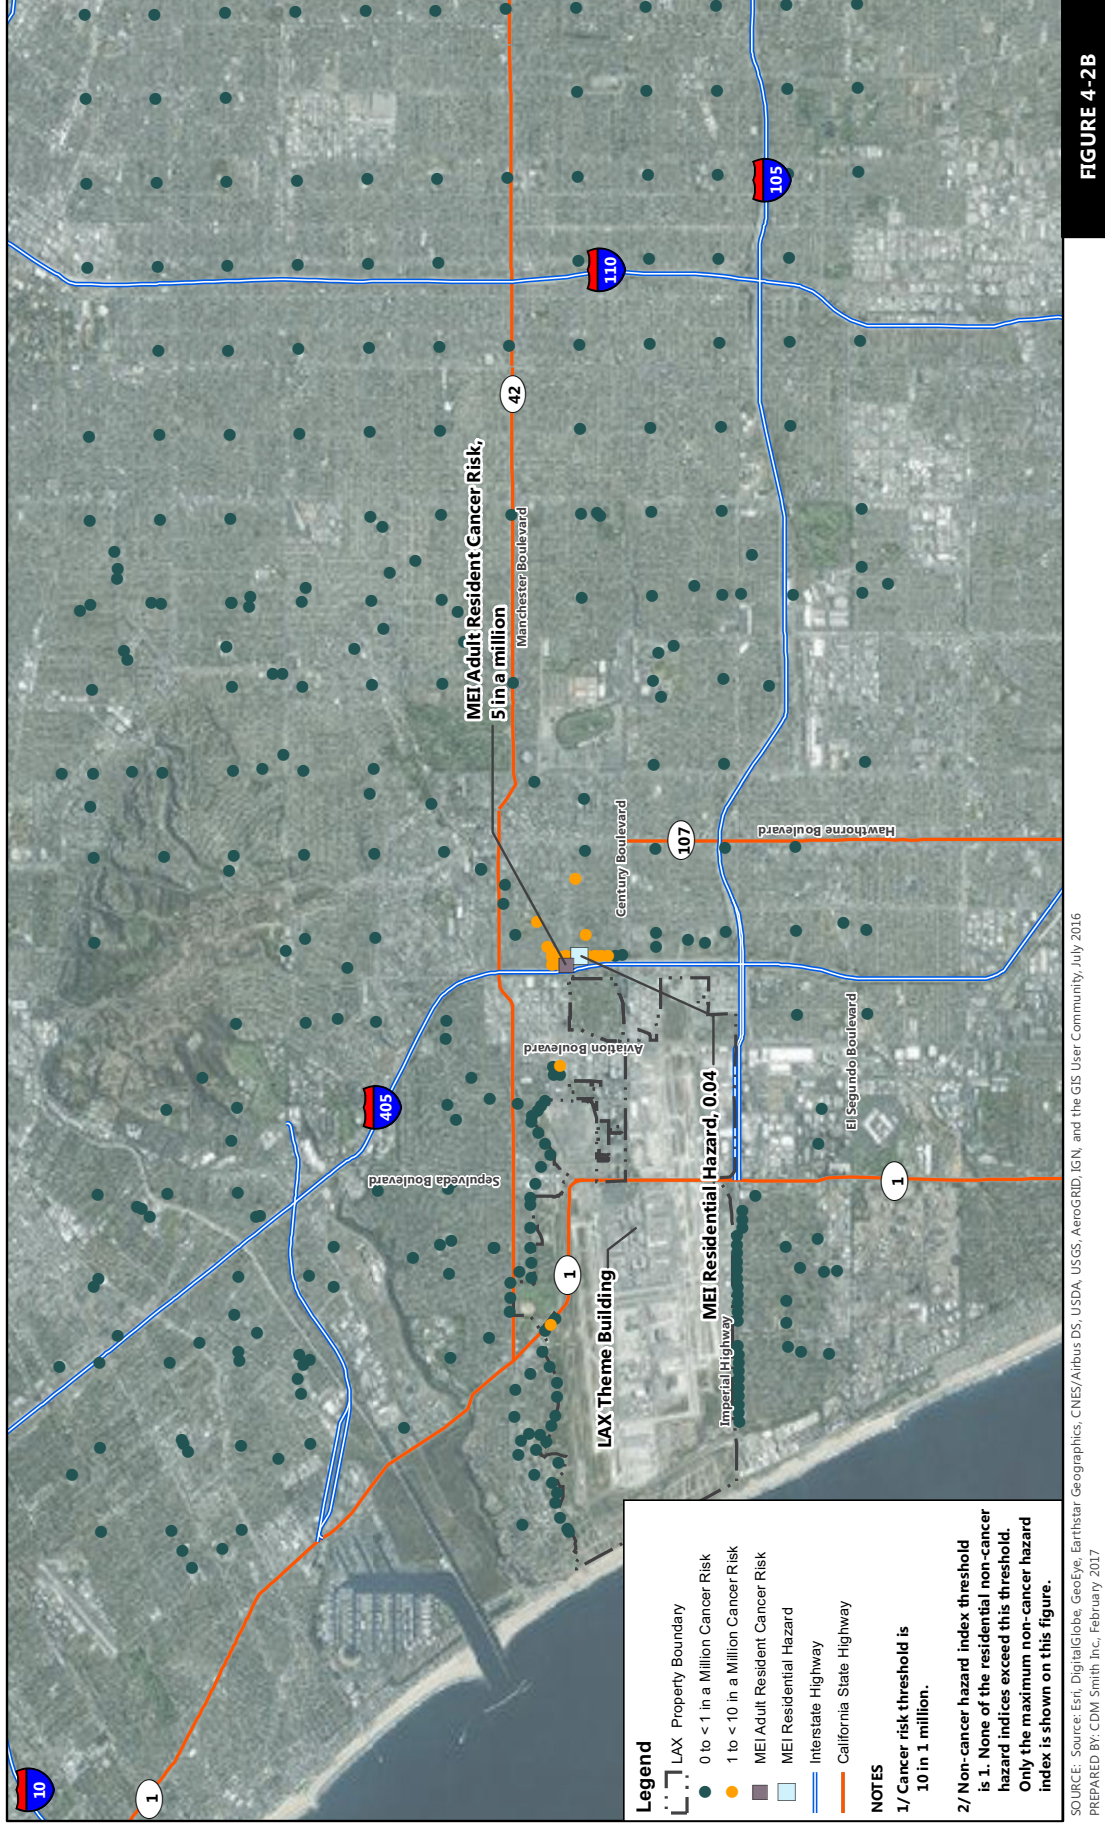 10
1
405
110
105
42
107
1
1
MEI Adult Resident Cancer Risk,
5 in a million
Manchester Boulevard
Century Boulevard
Hawthorne Boulevard
Aviation Boulevard
Sepulveda Boulevard
El Segundo Boulevard
Imperial Highway
MEI Residential Hazard, 0.04
LAX Theme Building
Legend
LAX Property Boundary
0 to < 1 in a Million Cancer Risk
1 to < 10 in a Million Cancer Risk
MEI Adult Resident Cancer Risk
MEI Residential Hazard
Interstate Highway
California State Highway
NOTES
1/ Cancer risk threshold is
10 in 1 million.
2/ Non-cancer hazard index threshold
is 1. None of the residential non-cancer
hazard indices exceed this threshold.
Only the maximum non-cancer hazard
index is shown on this figure.
SOURCE: Source: Esri, DigitalGlobe, GeoEye, Earthstar Geographics, CNES/Airbus DS, USDA, USGS, AeroGRID, IGN, and the GIS User Community, July 2016
PREPARED BY: CDM Smith Inc., February 2017
FIGURE 4-2B